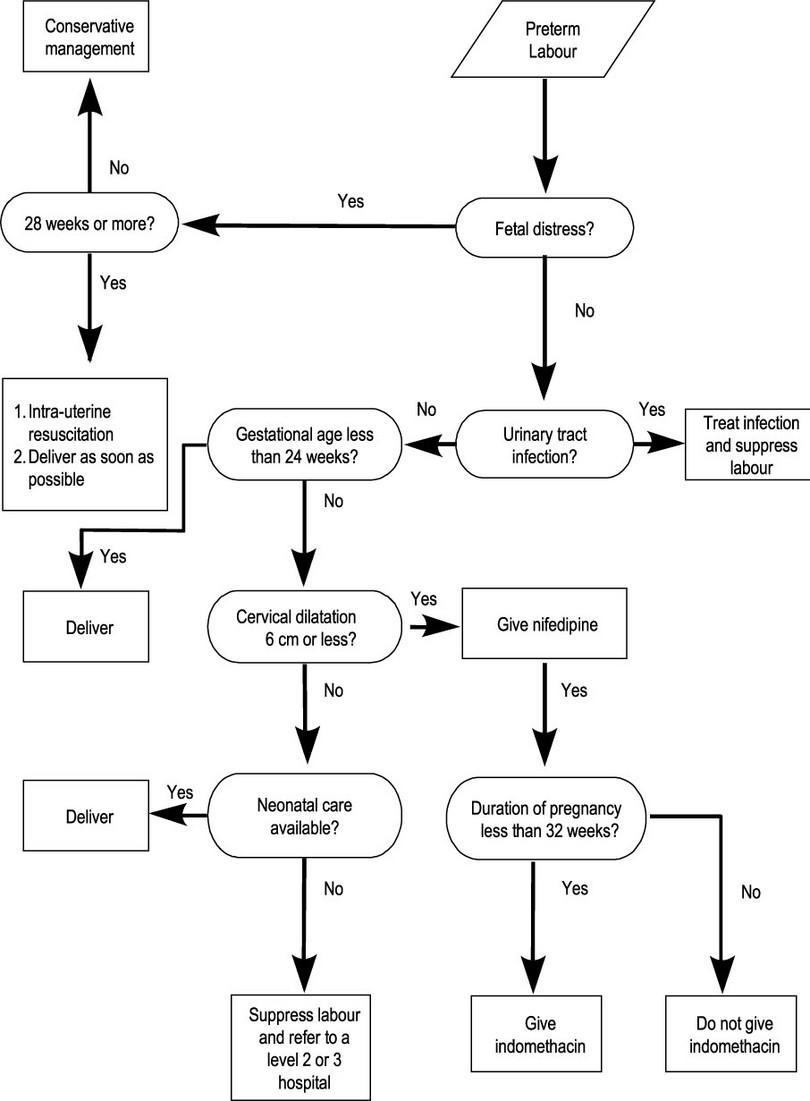 Conservative
management
Preterm
Labour
No
28 weeks or more?
Yes
Fetal distress?
Yes
No
1. Intra-uterine
resuscitation
2. Deliver as soon as
possible
Gestational age less
than 24 weeks?
No
Urinary tract
infection?
Yes
Treat infection
and suppress
labour
Yes
No
Deliver
Cervical dilatation
6 cm or less?
Yes
Give nifedipine
No
Yes
Deliver
Yes
Neonatal care
available?
Duration of pregnancy
less than 32 weeks?
No
Yes
No
Suppress labour
and refer to a
level 2 or 3
hospital
Give
indomethacin
Do not give
indomethacin